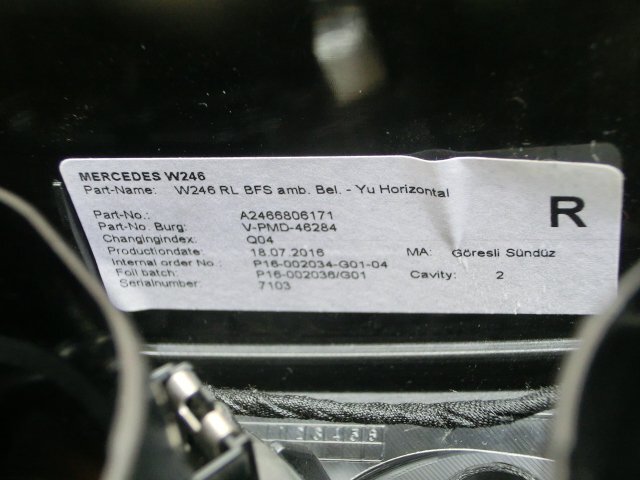 MERCEDES W246
Part-Name: W246 RL BFS amb. Bel. - Yu Horizontal
R
Part-No.: A2466806171
Part-No. Burg: V-PMD-46284
Changingindex: Q04
Productiondate: 18.07.2016 MA: Göresli Sündüz
Internal order No.: P16-002034-G01-04
Foil batch: P16-002036/G01 Cavity: 2
Serialnumber: 7103